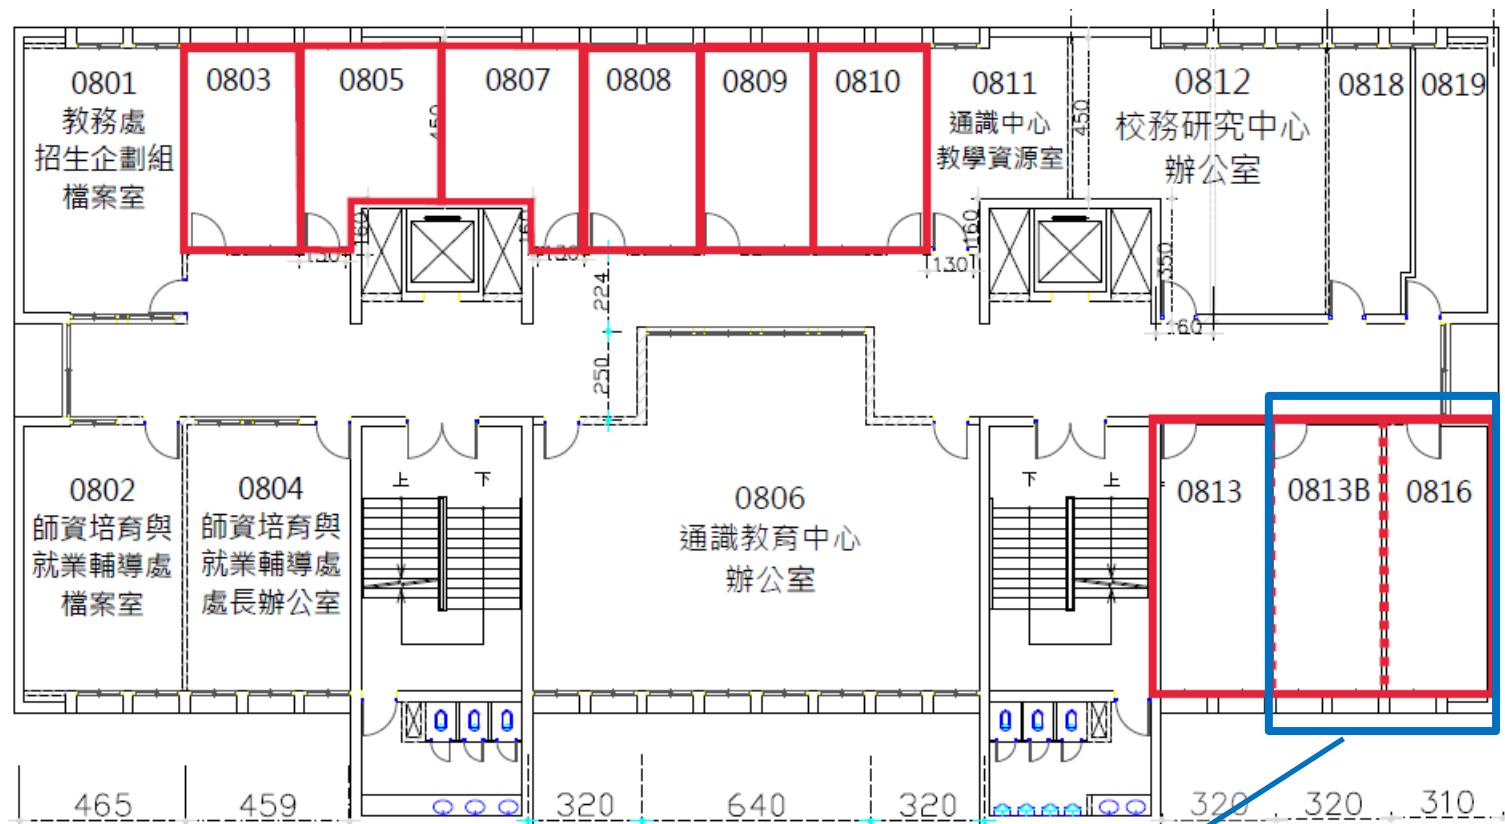 0801
教務處
招生企劃組
檔案室
0803
0805
0807
0808
0809
0810
0811
通識中心
教學資源室
0812
校務研究中心
辦公室
0818
0819
450
450
160
160
160
130
130
130
350
160
224
250
0802
師資培育與
就業輔導處
檔案室
0804
師資培育與
就業輔導處
處長辦公室
上
下
0806
通識教育中心
辦公室
下
上
0813
0813B
0816
465
459
320
640
320
320
320
310